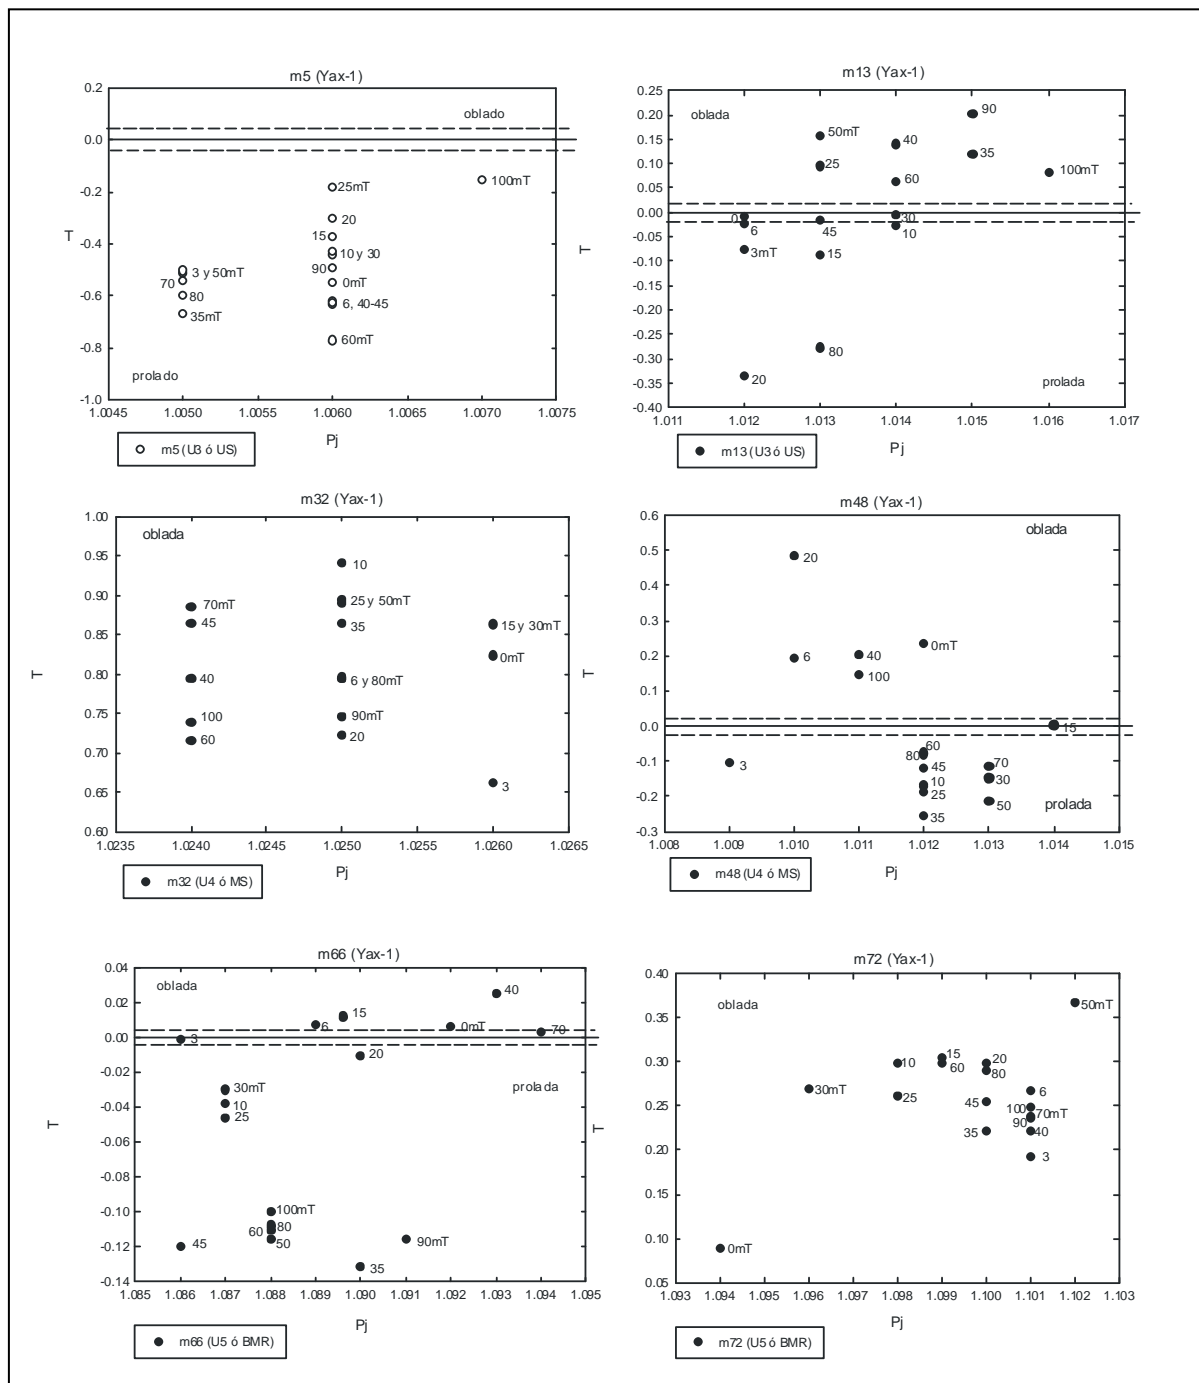 m5 (Yax-1)
0.2
0.0
-0.2
-0.4
-0.6
-0.8
-1.0
T
oblado
100mT
25mT
20
15
10 y 30
90
0mT
6, 40-45
60mT
3 y 50mT
70
80
35mT
prolado
1.0045 1.0050 1.0055 1.0060 1.0065 1.0070 1.0075
Pj
m5 (U3 ó US)
m13 (Yax-1)
0.25
0.20
0.15
0.10
0.05
0.00
-0.05
-0.10
-0.15
-0.20
-0.25
-0.30
-0.35
-0.40
T
oblada
90
50mT
40
35
25
100mT
60
0
30
6
45
10
3mT
15
80
20
prolada
1.011 1.012 1.013 1.014 1.015 1.016 1.017
Pj
m13 (U3 ó US)
m32 (Yax-1)
1.00
0.95
0.90
0.85
0.80
0.75
0.70
0.65
0.60
T
oblada
10
70mT
25 y 50mT
45
35
15 y 30mT
0mT
40
6 y 80mT
100
90mT
60
20
3
1.0235 1.0240 1.0245 1.0250 1.0255 1.0260 1.0265
Pj
m32 (U4 ó MS)
m48 (Yax-1)
0.6
0.5
0.4
0.3
0.2
0.1
0.0
-0.1
-0.2
-0.3
T
oblada
20
0mT
6
40
100
15
60
80
3
45
70
10
30
25
50
35
prolada
1.008 1.009 1.010 1.011 1.012 1.013 1.014 1.015
Pj
m48 (U4 ó MS)
m66 (Yax-1)
0.04
0.02
0.00
-0.02
-0.04
-0.06
-0.08
-0.10
-0.12
-0.14
T
oblada
40
15
6
0mT
70
3
20
prolada
30mT
10
25
100mT
80
60
50
45
90mT
35
1.085 1.086 1.087 1.088 1.089 1.090 1.091 1.092 1.093 1.094 1.095
Pj
m66 (U5 ó BMR)
m72 (Yax-1)
0.40
0.35
0.30
0.25
0.20
0.15
0.10
0.05
T
oblada
50mT
15
20
10
60
80
30mT
25
6
45
100
70mT
90
35
40
3
0mT
1.093 1.094 1.095 1.096 1.097 1.098 1.099 1.100 1.101 1.102 1.103
Pj
m72 (U5 ó BMR)